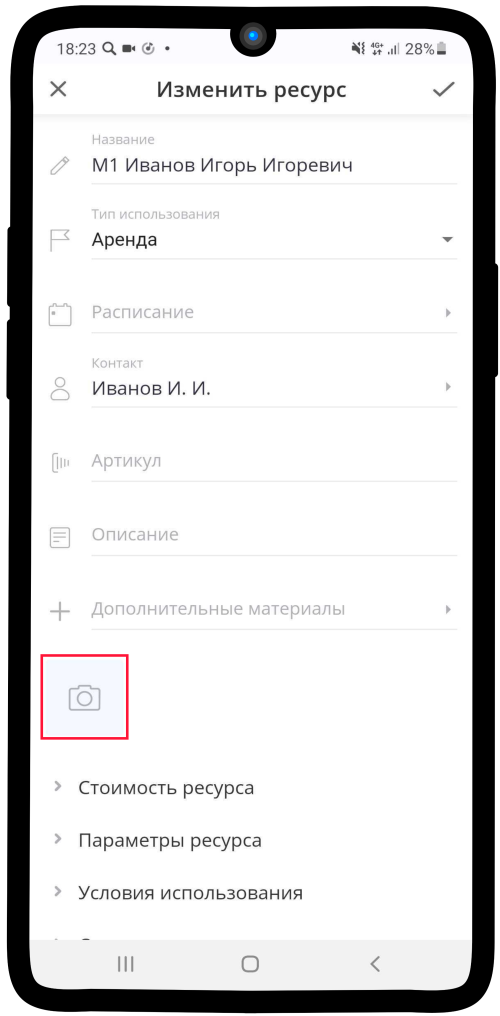 18:23 4G+ 28%
Изменить ресурс
Название
М1 Иванов Игорь Игоревич
Тип использования
Аренда
Расписание
Контакт
Иванов И. И.
Артикул
Описание
Дополнительные материалы
Стоимость ресурса
Параметры ресурса
Условия использования